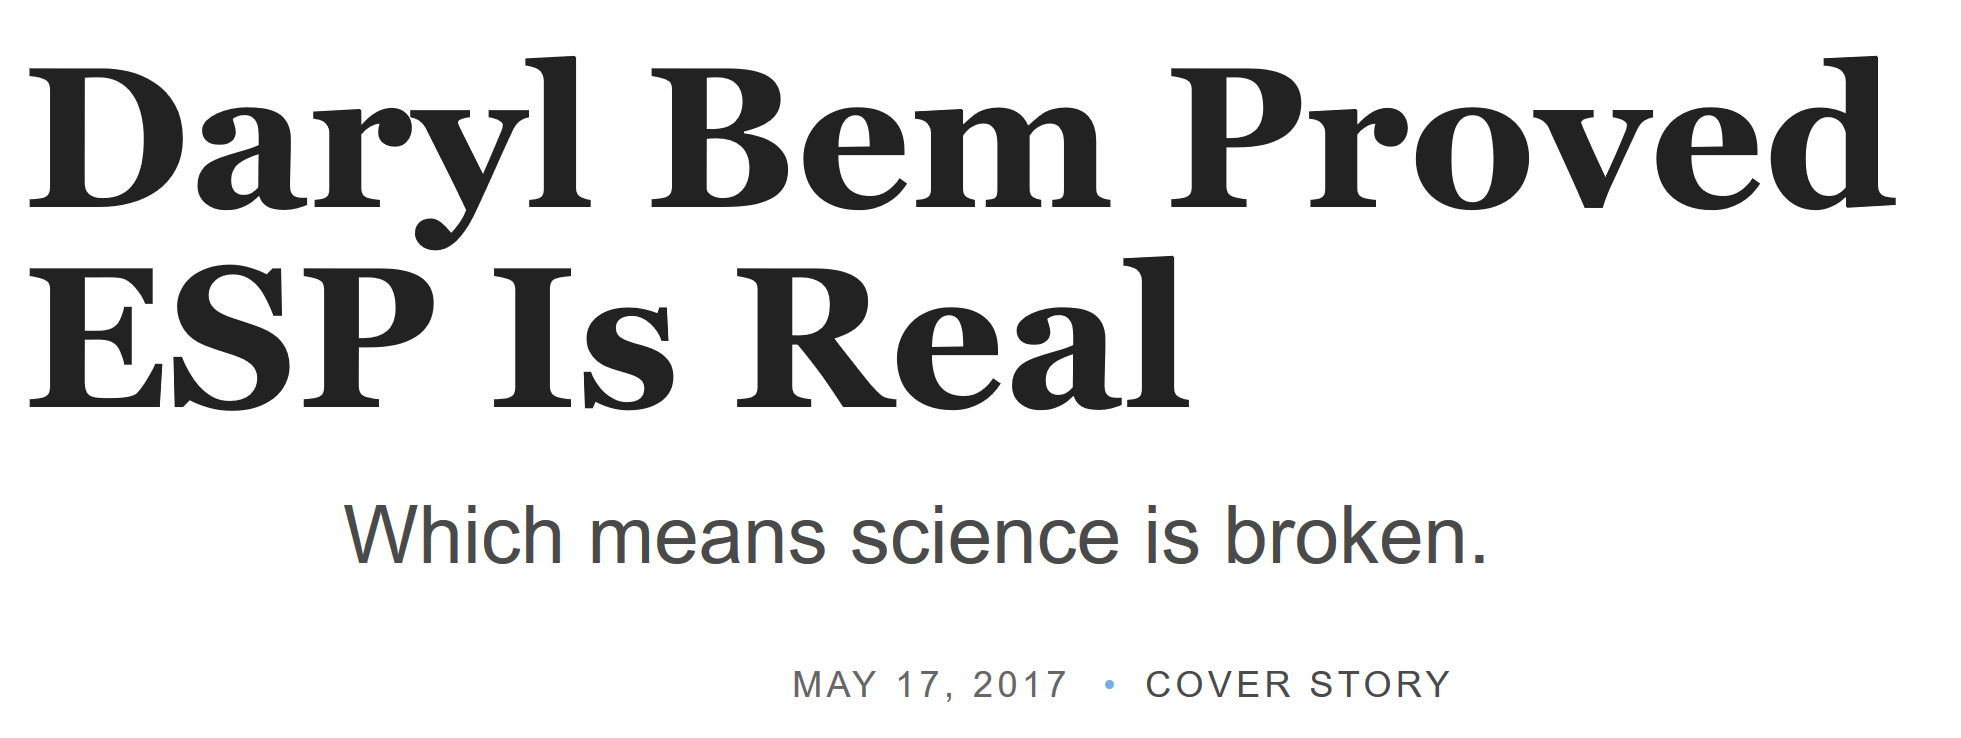 Daryl Bem Proved
ESP Is Real
Which means science is broken.
MAY 17, 2017 • COVER STORY